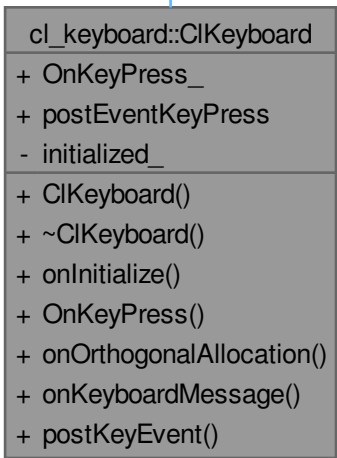 cl_keyboard::ClKeyboard
+ OnKeyPress_
+ postEventKeyPress
- initialized_
+ ClKeyboard()
+ ~ClKeyboard()
+ onInitialize()
+ OnKeyPress()
+ onOrthogonalAllocation()
+ onKeyboardMessage()
+ postKeyEvent()